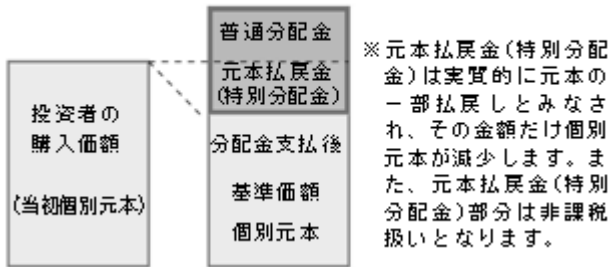 投資者の
購入価額
(当初個別元本)
普通分配金
元本払戻金
(特別分配金)
分配金支払後
基準価額
個別元本
※元本払戻金(特別分配
金)は実質的に元本の
一部払戻しとみなさ
れ、その金額だけ個別
元本が減少します。ま
た、元本払戻金(特別
分配金)部分は非課税
扱いとなります。